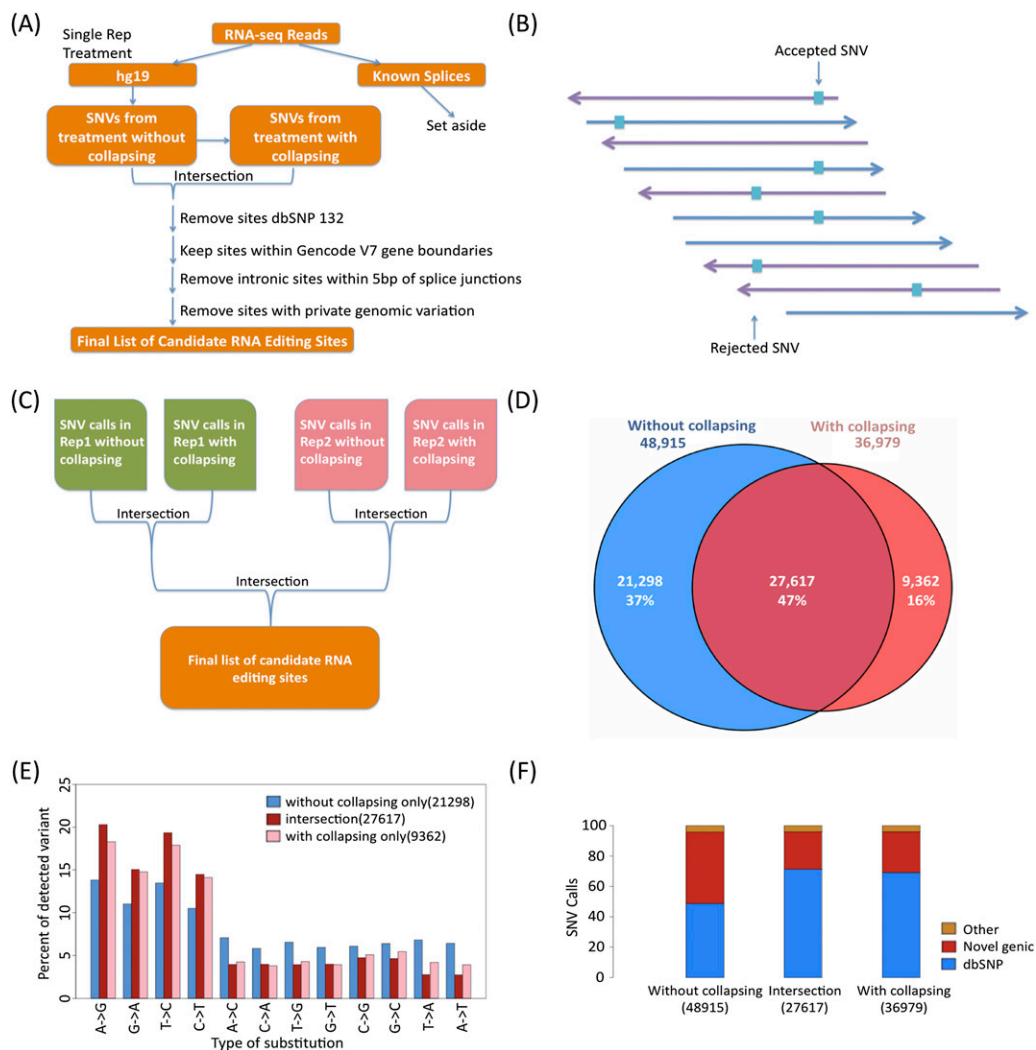 (A)
Single Rep
Treatment
RNA-seq Reads
hg19
Known Splices
SNVs from
treatment without
collapsing
SNVs from
treatment with
collapsing
Set aside
Intersection
Remove sites dbSNP 132
Keep sites within Gencode V7 gene boundaries
Remove intronic sites within 5bp of splice junctions
Remove sites with private genomic variation
Final List of Candidate RNA Editing Sites
(B)
Accepted SNV
Rejected SNV
(C)
SNV calls in
Rep1 without
collapsing
SNV calls in
Rep1 with
collapsing
SNV calls in
Rep2 without
collapsing
SNV calls in
Rep2 with
collapsing
Intersection
Intersection
Intersection
Final list of candidate RNA
editing sites
(D)
Without collapsing
48,915
With collapsing
36,979
21,298
37%
27,617
47%
9,362
16%
(E)
Percent of detected variant
25
20
15
10
5
0
without collapsing only(21298)
intersection(27617)
with collapsing only(9362)
A->G
G->A
T->C
C->T
A->C
C->A
T->G
G->T
C->G
G->C
T->A
A->T
Type of substitution
(F)
SNV Calls
100
80
60
40
20
0
Other
Novel genic
dbSNP
Without collapsing
(48915)
Intersection
(27617)
With collapsing
(36979)